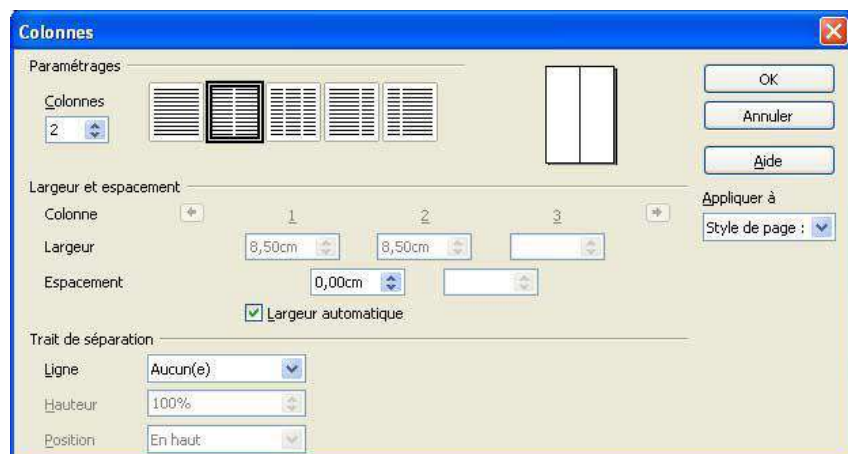 Colonnes
Paramétrages
Colonnes
2
OK
Annuler
Aide
Largeur et espacement
Appliquer à
Colonne 1 2 3
Style de page :
Largeur 8,50cm 8,50cm
Espacement 0,00cm
Largeur automatique
Trait de séparation
Ligne Aucun(e)
Hauteur 100%
Position En haut